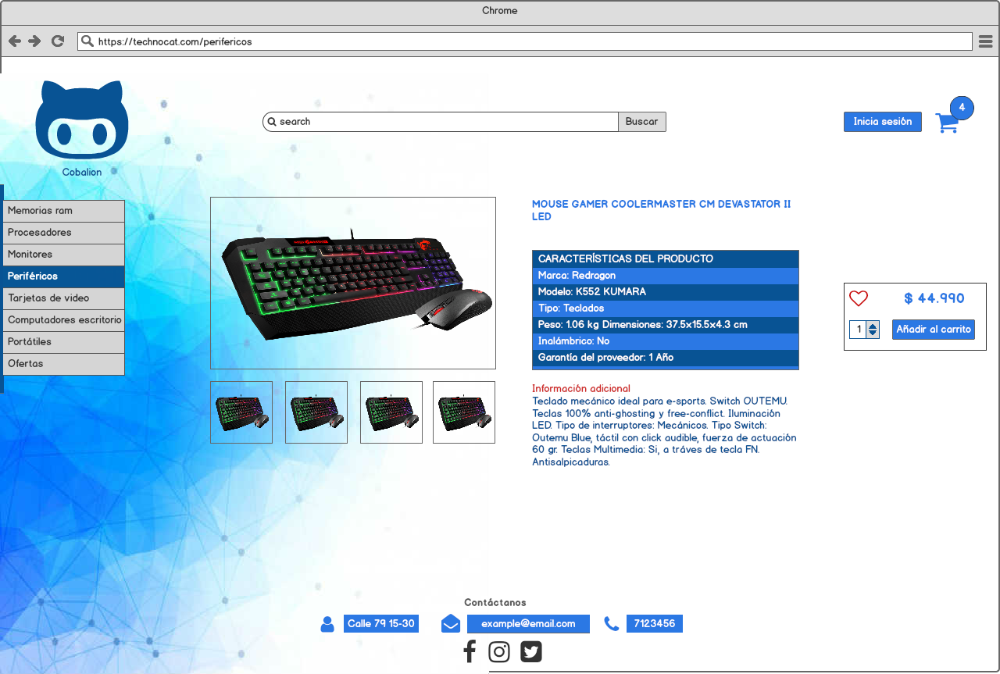 Chrome
https://technocat.com/perifericos
search
Buscar
Inicia sesión
4
Cobalion
Memorias ram
Procesadores
Monitores
Periféricos
Tarjetas de video
Computadores escritorio
Portátiles
Ofertas
MOUSE GAMER COOLERMASTER CM DEVASTATOR II
LED
CARACTERÍSTICAS DEL PRODUCTO
Marca: Redragon
Modelo: K552 KUMARA
Tipo: Teclados
Peso: 1.06 kg Dimensiones: 37.5x15.5x4.3 cm
Inalámbrico: No
Garantía del proveedor: 1 Año
$ 44.990
1
Añadir al carrito
Información adicional
Teclado mecánico ideal para e-sports. Switch OUTEMU.
Teclas 100% anti-ghosting y free-conflict. Iluminación
LED. Tipo de interruptores: Mecánicos. Tipo Switch:
Outemu Blue, táctil con click audible, fuerza de actuación
60 gr. Teclas Multimedia: Si, a tráves de tecla FN.
Antisalpicaduras.
Contáctanos
Calle 79 15-30
example@email.com
7123456